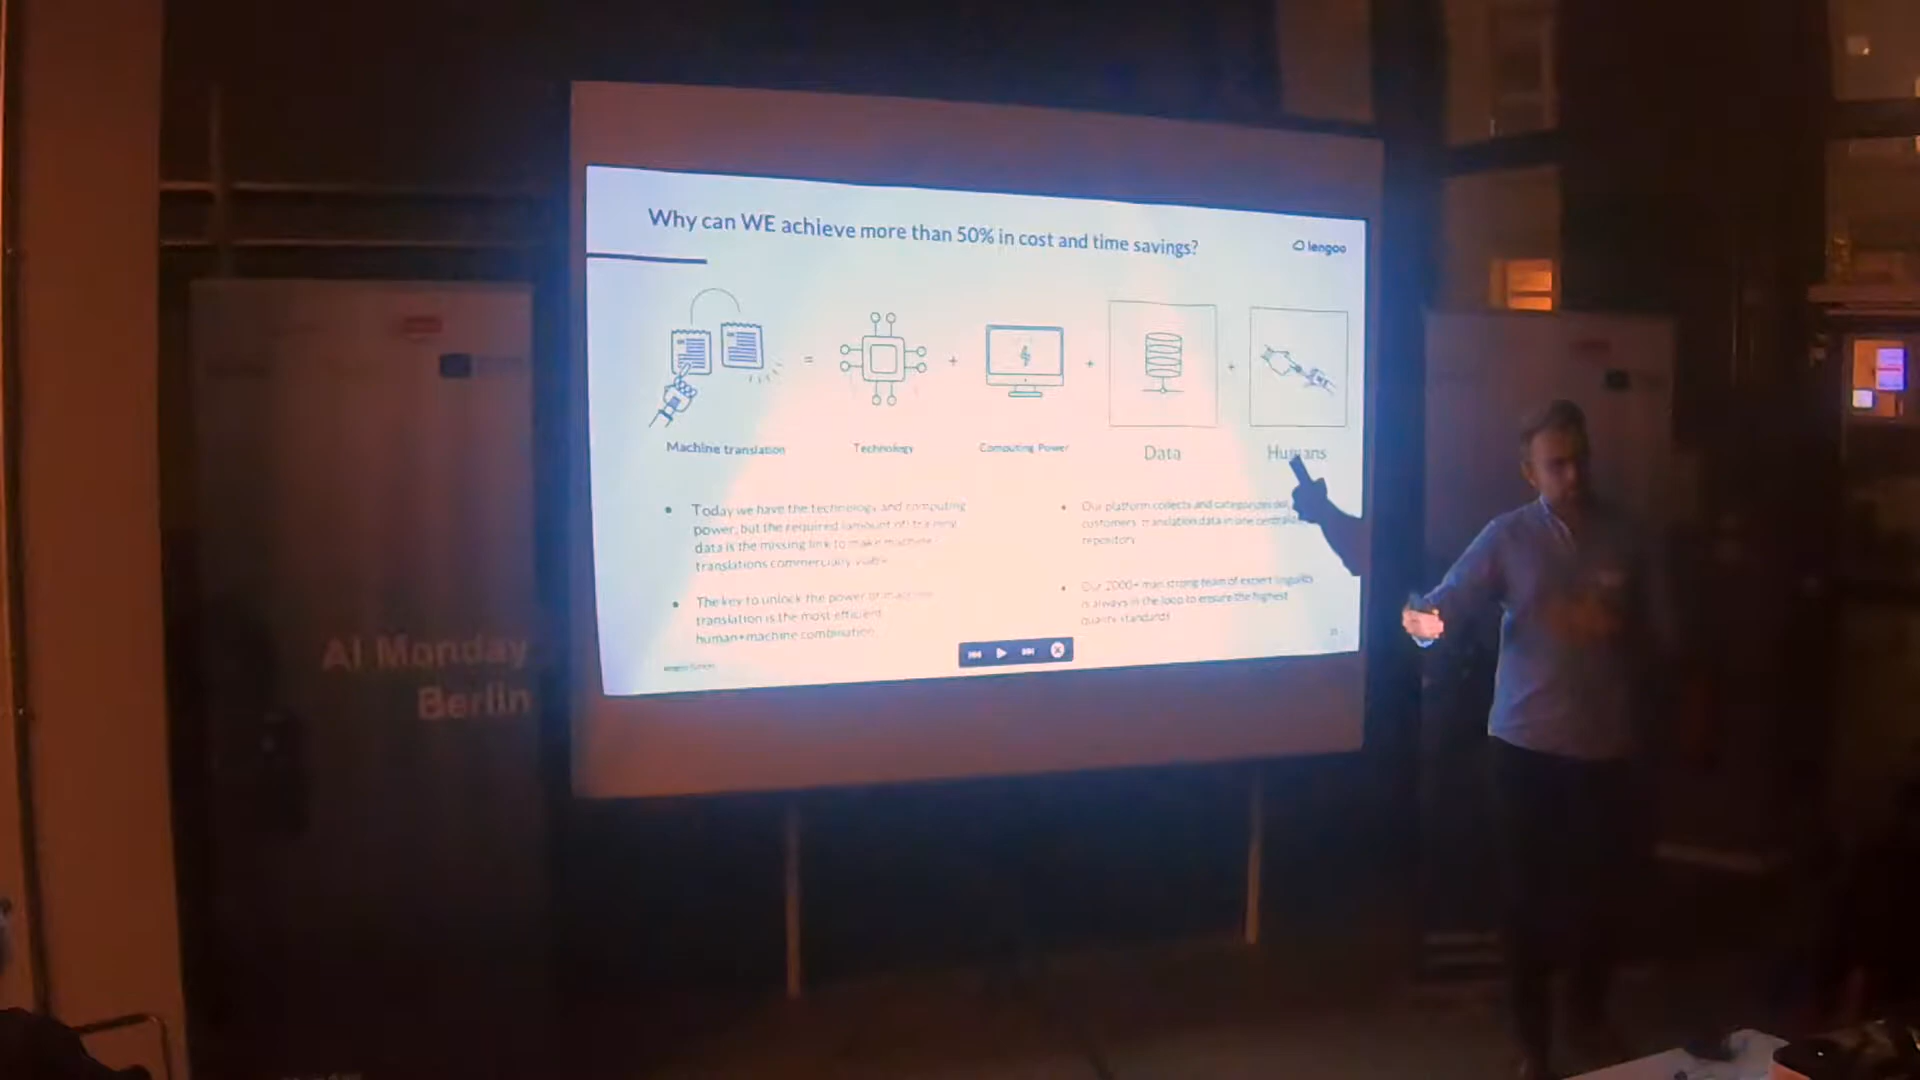 Why can WE achieve more than 50% in cost and time savings?
lengoo
=
+
+
+
Machine translation
Technology
Computing Power
Data
Humans
• Today we have the technology and computing
power, but the required (amount of) training
data is the missing link to make machine
translations commercially viable
• The key to unlock the power of machine
translation is the most efficient
human+machine combination.
• Our platform collects and categorizes our
customers translation data in one
repository
• Our 2000+ man strong team of expert linguists
is always in the loop to ensure the highest
quality standards
AI Monday
Berlin